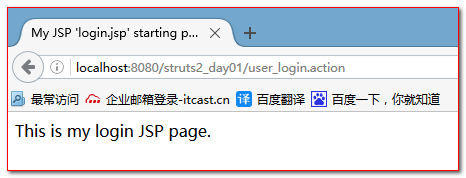 My JSP 'login.jsp' starting p...
localhost:8080/struts2_day01/user_login.action
最常访问 企业邮箱登录-itcast.cn 译 百度翻译 百度一下，你就知道
This is my login JSP page.